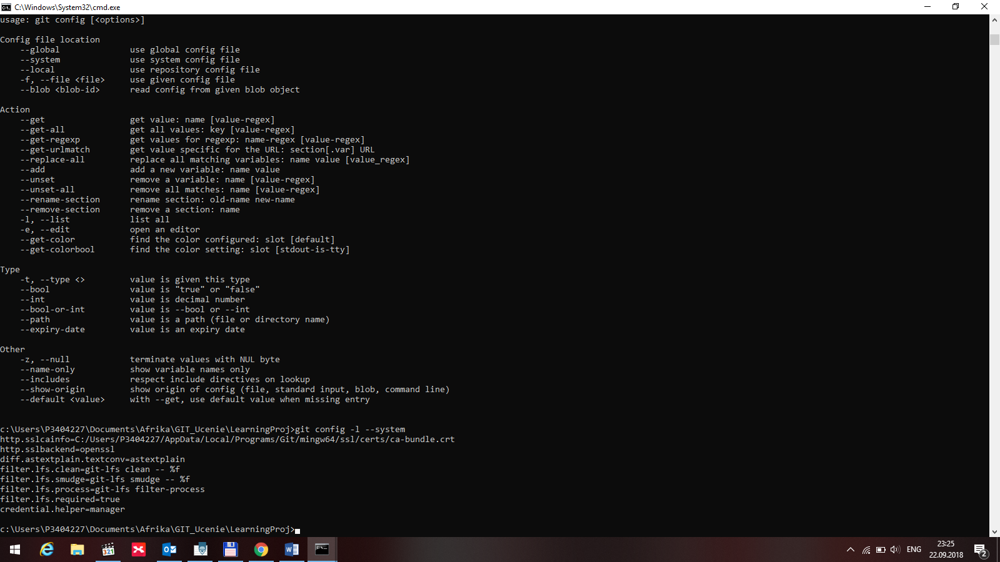 C:\Windows\System32\cmd.exe
usage: git config [<options>]
Config file location
--global use global config file
--system use system config file
--local use repository config file
-f, --file <file> use given config file
--blob <blob-id> read config from given blob object
Action
--get get value: name [value-regex]
--get-all get all values: key [value-regex]
--get-regexp get values for regexp: name-regex [value-regex]
--get-urlmatch get value specific for the URL: section[.var] URL
--replace-all replace all matching variables: name value [value_regex]
--add add a new variable: name value
--unset remove a variable: name [value-regex]
--unset-all remove all matches: name [value-regex]
--rename-section rename section: old-name new-name
--remove-section remove a section: name
-l, --list list all
-e, --edit open an editor
--get-color find the color configured: slot [default]
--get-colorbool find the color setting: slot [stdout-is-tty]
Type
-t, --type <> value is given this type
--bool value is "true" or "false"
--int value is decimal number
--bool-or-int value is --bool or --int
--path value is a path (file or directory name)
--expiry-date value is an expiry date
Other
-z, --null terminate values with NUL byte
--name-only show variable names only
--includes respect include directives on lookup
--show-origin show origin of config (file, standard input, blob, command line)
--default <value> with --get, use default value when missing entry
c:\Users\P3404227\Documents\Afrika\GIT_Ucenie\LearningProj>git config -l --system
http.sslcainfo=C:/Users/P3404227/AppData/Local/Programs/Git/mingw64/ssl/certs/ca-bundle.crt
http.sslbackend=openssl
diff.astextplain.textconv=astextplain
filter.lfs.clean=git-lfs clean -- %f
filter.lfs.smudge=git-lfs smudge -- %f
filter.lfs.process=git-lfs filter-process
filter.lfs.required=true
credential.helper=manager
c:\Users\P3404227\Documents\Afrika\GIT_Ucenie\LearningProj>
321
ENG
23:25
22.09.2018
2